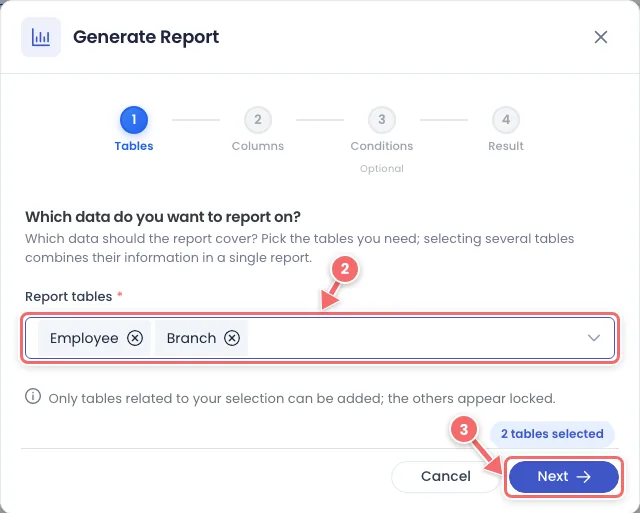 Generate Report
1
2
3
4
Tables
Columns
Conditions
Result
Optional
Which data do you want to report on?
Which data should the report cover? Pick the tables you need; selecting several tables
combines their information in a single report.
2
Report tables *
Employee
Branch
Only tables related to your selection can be added; the others appear locked.
3
2 tables selected
Cancel
Next